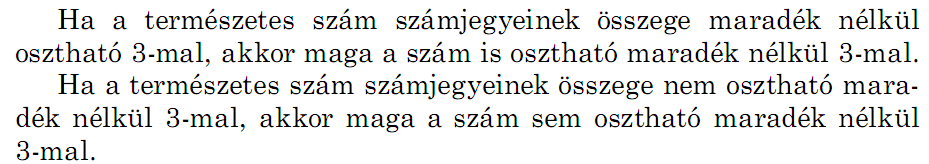 Ha a természetes szám számjegyeinek összege maradék nélkül
osztható 3-mal, akkor maga a szám is osztható maradék nélkül 3-mal.
Ha a természetes szám számjegyeinek összege nem osztható mara-
dék nélkül 3-mal, akkor maga a szám sem osztható maradék nélkül
3-mal.